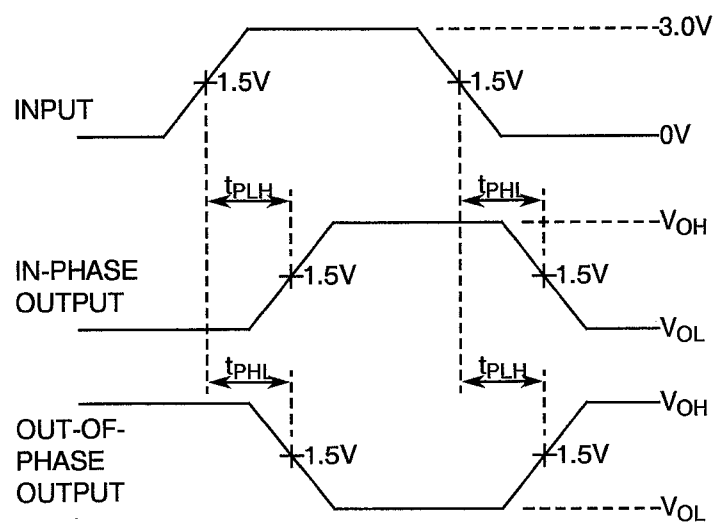 3.0V
1.5V
1.5V
INPUT
0V
tPLH
tPHL
VOH
IN-PHASE
OUTPUT
1.5V
1.5V
VOL
tPHL
tPLH
VOH
OUT-OF-
PHASE
OUTPUT
1.5V
1.5V
VOL